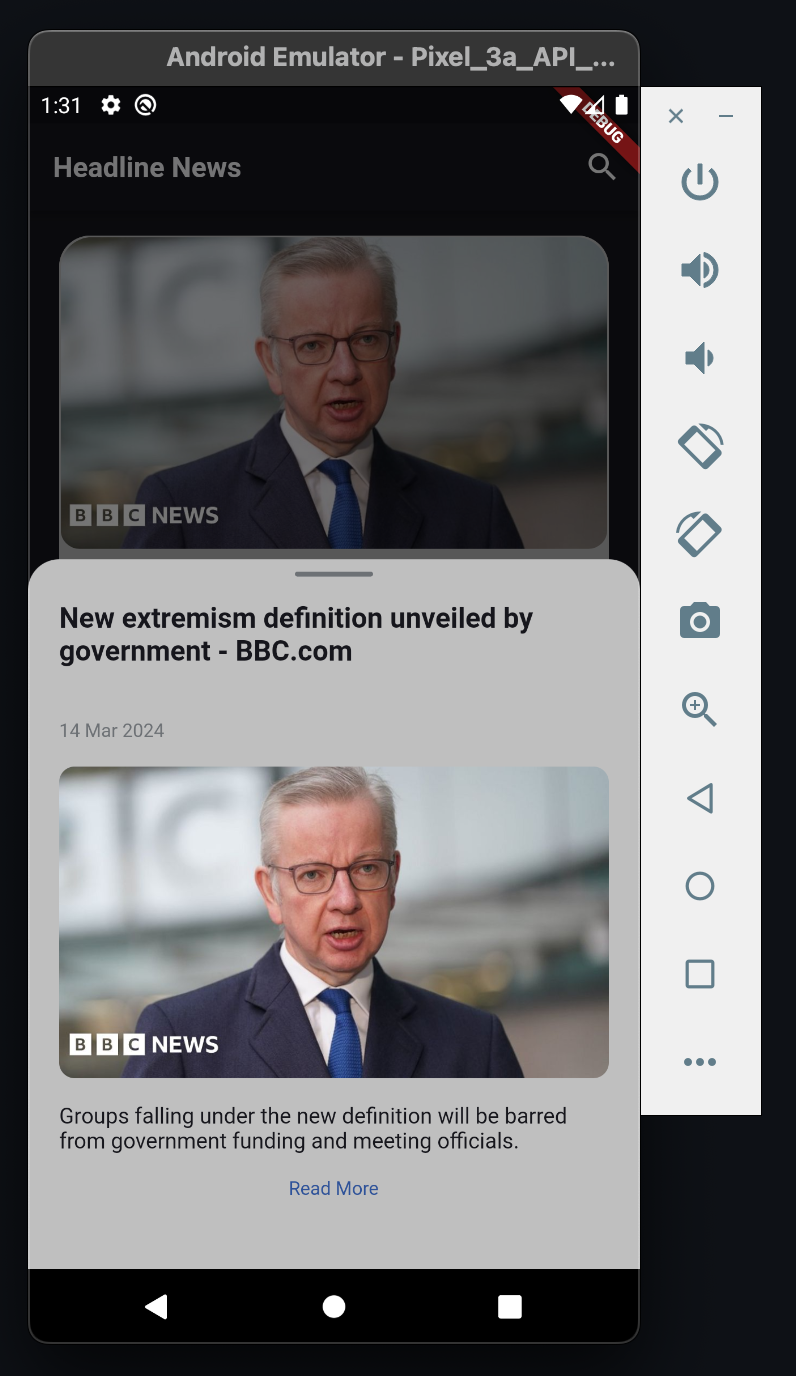 Android Emulator - Pixel_3a_API_...
1:31
DEBUG
Headline News
BBC NEWS
New extremism definition unveiled by
government - BBC.com
14 Mar 2024
BBC NEWS
Groups falling under the new definition will be barred
from government funding and meeting officials.
Read More